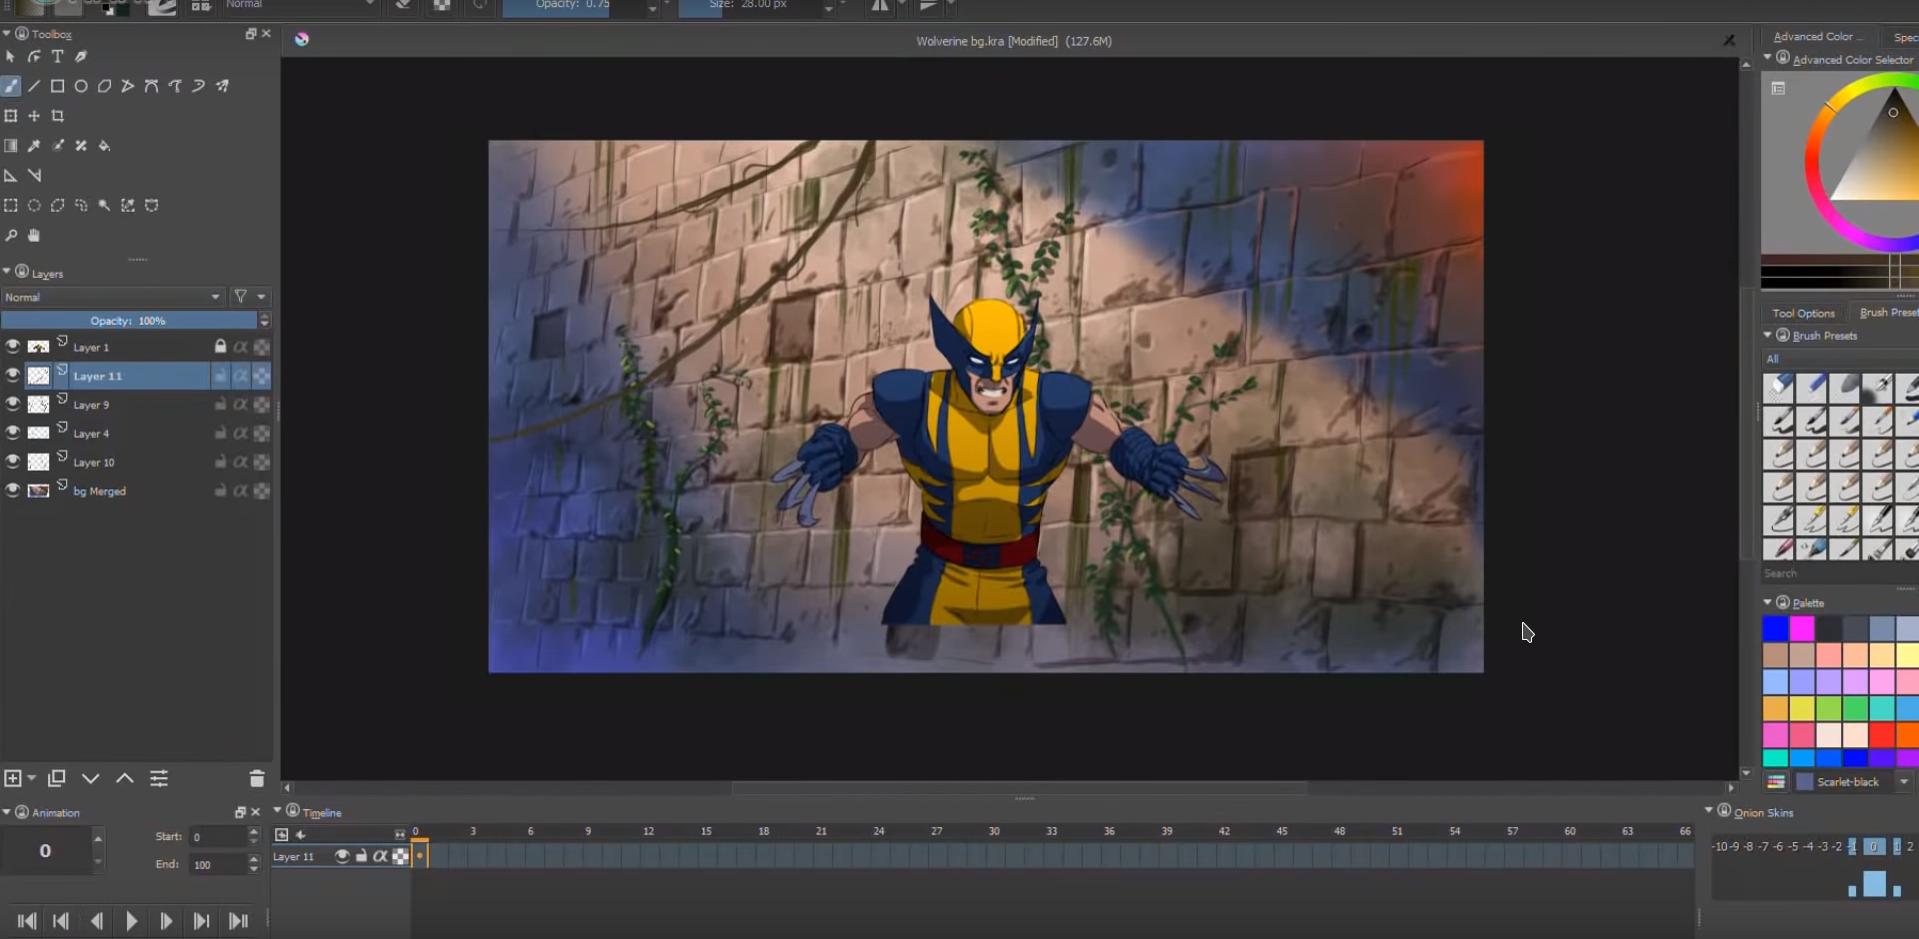 Normal
Opacity: 0.75
Size: 28.00 px
Toolbox
Wolverine bg.kra [Modified] (127.6M)
Advanced Color ...
Spec
Advanced Color Selector
Layers
Normal
Opacity: 100%
Layer 1
Layer 11
Layer 9
Layer 4
Layer 10
bg Merged
Tool Options
Brush Preset
Brush Presets
All
Search
Palette
Scarlet-black
Animation
0
Start: 0
End: 100
Timeline
0 3 6 9 12 15 18 21 24 27 30 33 36 39 42 45 48 51 54 57 60 63 66
Layer 11
Onion Skins
-10 -9 -8 -7 -6 -5 -4 -3 -2 -1 0 1 2